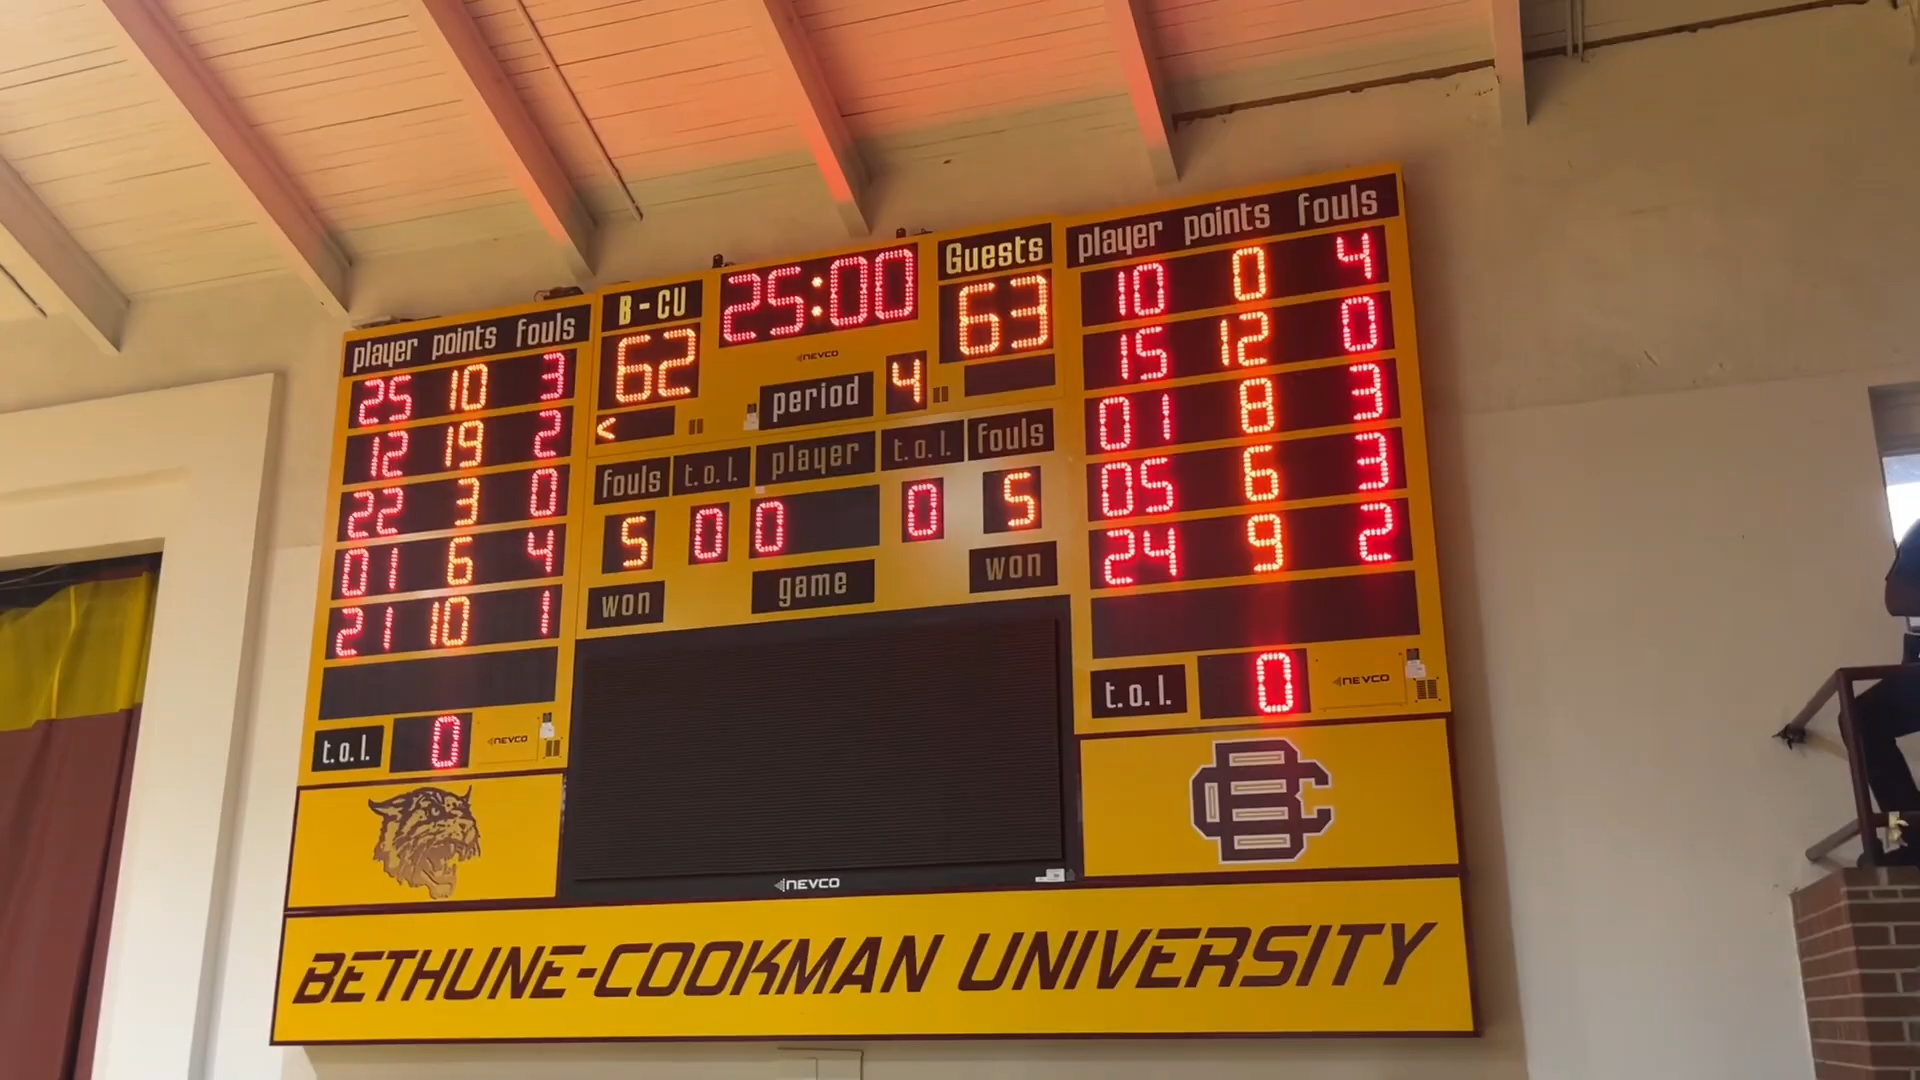 player points fouls
25 10 3
12 19 2
22 3 0
01 6 4
21 10 1
t.o.l. 0 NEVCO
B-CU 25:00 Guests
62 63
NEVCO
< period 4
fouls t.o.l. player t.o.l. fouls
5 0 0 0 5
won game won
NEVCO
player points fouls
10 0 4
15 12 0
01 8 3
05 6 3
24 9 2
t.o.l. 0 NEVCO
BC
BETHUNE-COOKMAN UNIVERSITY